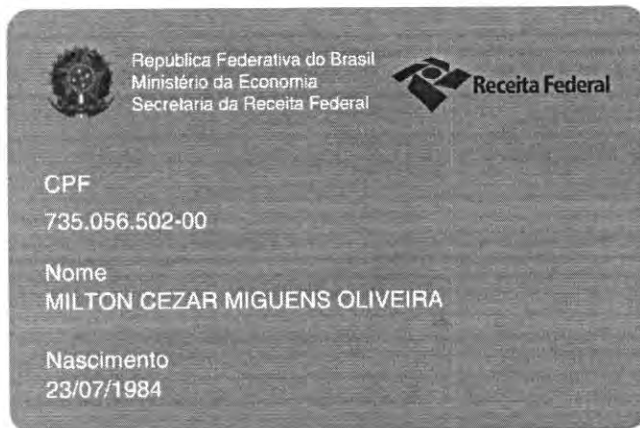 República Federativa do Brasil
Ministério da Economia
Secretaria da Receita Federal
Receita Federal
CPF
735.056.502-00
Nome
MILTON CEZAR MIGUENS OLIVEIRA
Nascimento
23/07/1984